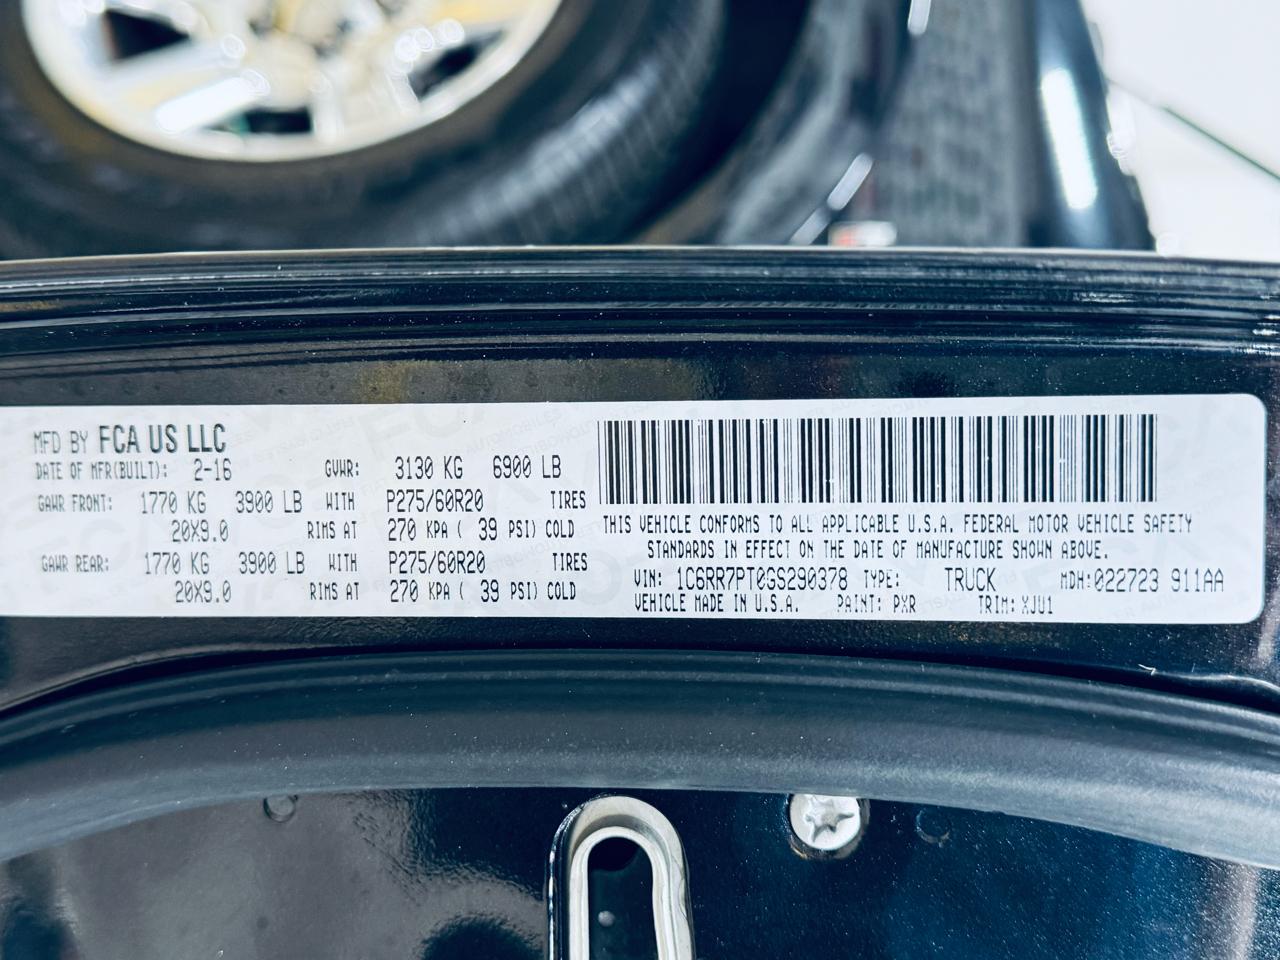 MFD BY FCA US LLC
DATE OF MFR(BUILT): 2-16 GVWR: 3130 KG 6900 LB
GAWR FRONT: 1770 KG 3900 LB WITH P275/60R20 TIRES
20X9.0 RIMS AT 270 KPA ( 39 PSI) COLD
GAWR REAR: 1770 KG 3900 LB WITH P275/60R20 TIRES
20X9.0 RIMS AT 270 KPA ( 39 PSI) COLD
THIS VEHICLE CONFORMS TO ALL APPLICABLE U.S.A. FEDERAL MOTOR VEHICLE SAFETY
STANDARDS IN EFFECT ON THE DATE OF MANUFACTURE SHOWN ABOVE.
VIN: 1C6RR7PT0GS290378 TYPE: TRUCK MDH:022723 911AA
VEHICLE MADE IN U.S.A. PAINT: PXR TRIM: XJU1